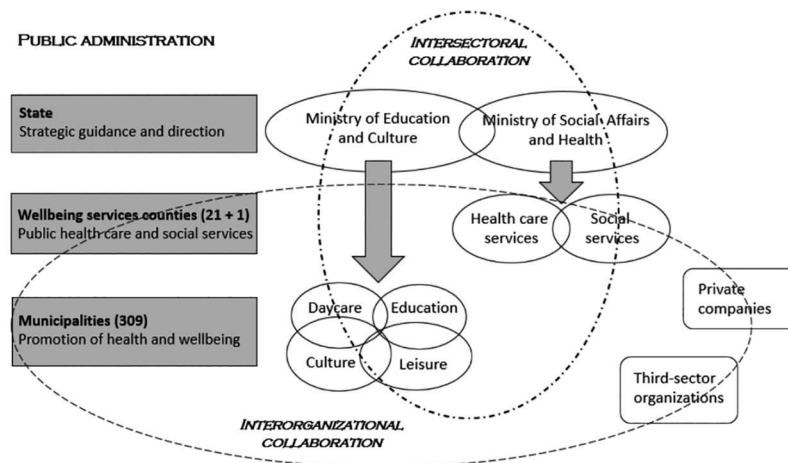 PUBLIC ADMINISTRATION
INTERSECTORAL
COLLABORATION
State
Strategic guidance and direction
Ministry of Education
and Culture
Ministry of Social Affairs
and Health
Wellbeing services counties (21 + 1)
Public health care and social services
Health care
services
Social
services
Private
companies
Municipalities (309)
Promotion of health and wellbeing
Daycare
Education
Culture
Leisure
Third-sector
organizations
INTERORGANIZATIONAL
COLLABORATION